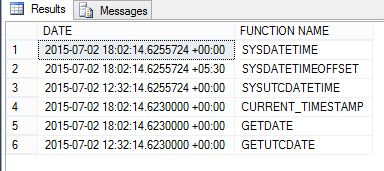 Results Messages
DATE FUNCTION NAME
1 2015-07-02 18:02:14.6255724 +00:00 SYSDATETIME
2 2015-07-02 18:02:14.6255724 +05:30 SYSDATETIMEOFFSET
3 2015-07-02 12:32:14.6255724 +00:00 SYSUTCDATETIME
4 2015-07-02 18:02:14.6230000 +00:00 CURRENT_TIMESTAMP
5 2015-07-02 18:02:14.6230000 +00:00 GETDATE
6 2015-07-02 12:32:14.6230000 +00:00 GETUTCDATE